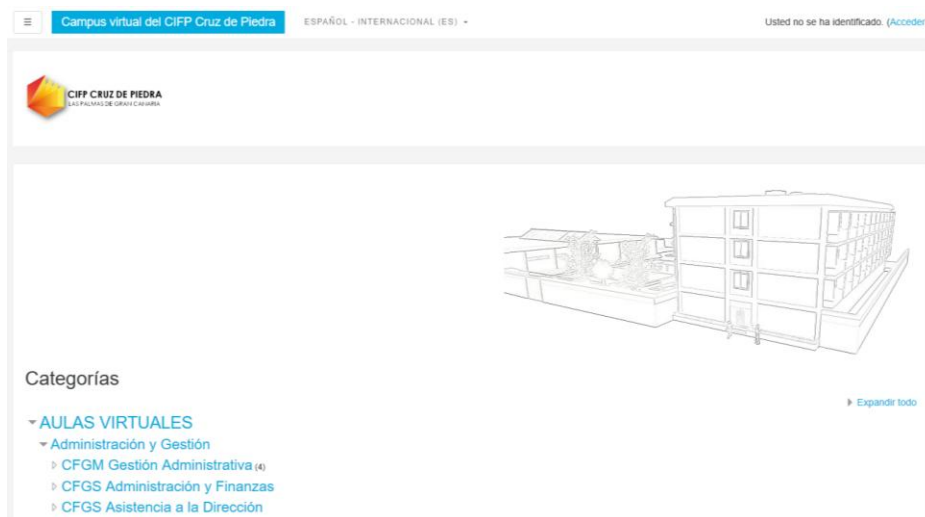 Campus virtual del CIFP Cruz de Piedra
ESPAÑOL - INTERNACIONAL (ES)
Usted no se ha identificado. (Acceder
CIFP CRUZ DE PIEDRA
LAS PALMAS DE GRAN CANARIA
Categorías
Expandir todo
AULAS VIRTUALES
Administración y Gestión
CFGM Gestión Administrativa (4)
CFGS Administración y Finanzas
CFGS Asistencia a la Dirección